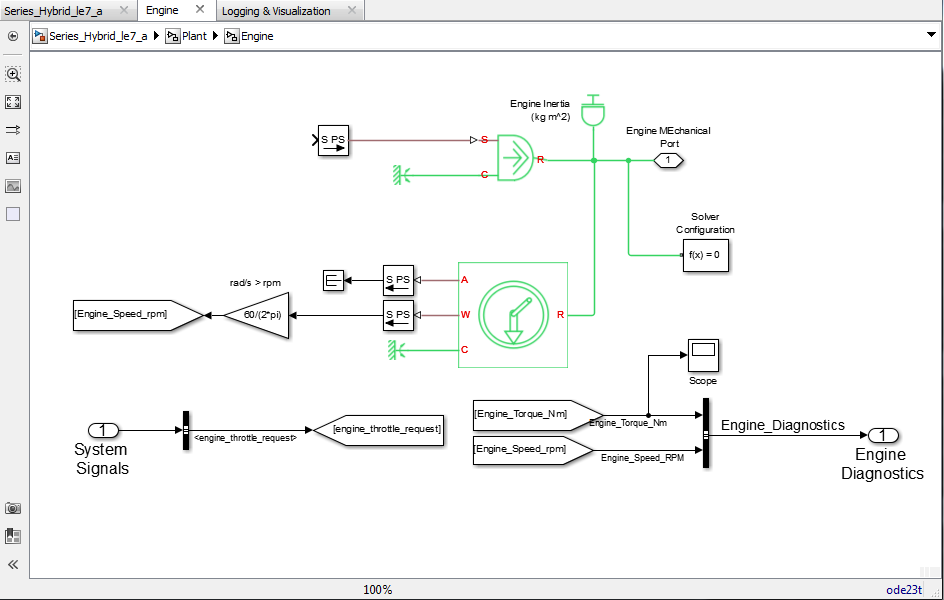 Series_Hybrid_le7_a
Engine
Logging & Visualization
Series_Hybrid_le7_a
Plant
Engine
Engine Inertia
(kg m^2)
Engine MEchanical
Port
S PS
S
C
R
1
Solver
Configuration
f(x) = 0
rad/s > rpm
[Engine_Speed_rpm]
60/(2*pi)
S PS
S PS
A
W
C
R
Scope
[Engine_Torque_Nm]
Engine_Torque_Nm
[Engine_Speed_rpm]
Engine_Speed_RPM
Engine_Diagnostics
1
Engine
Diagnostics
1
System
Signals
<engine_throttle_request>
[engine_throttle_request]
100%
ode23t